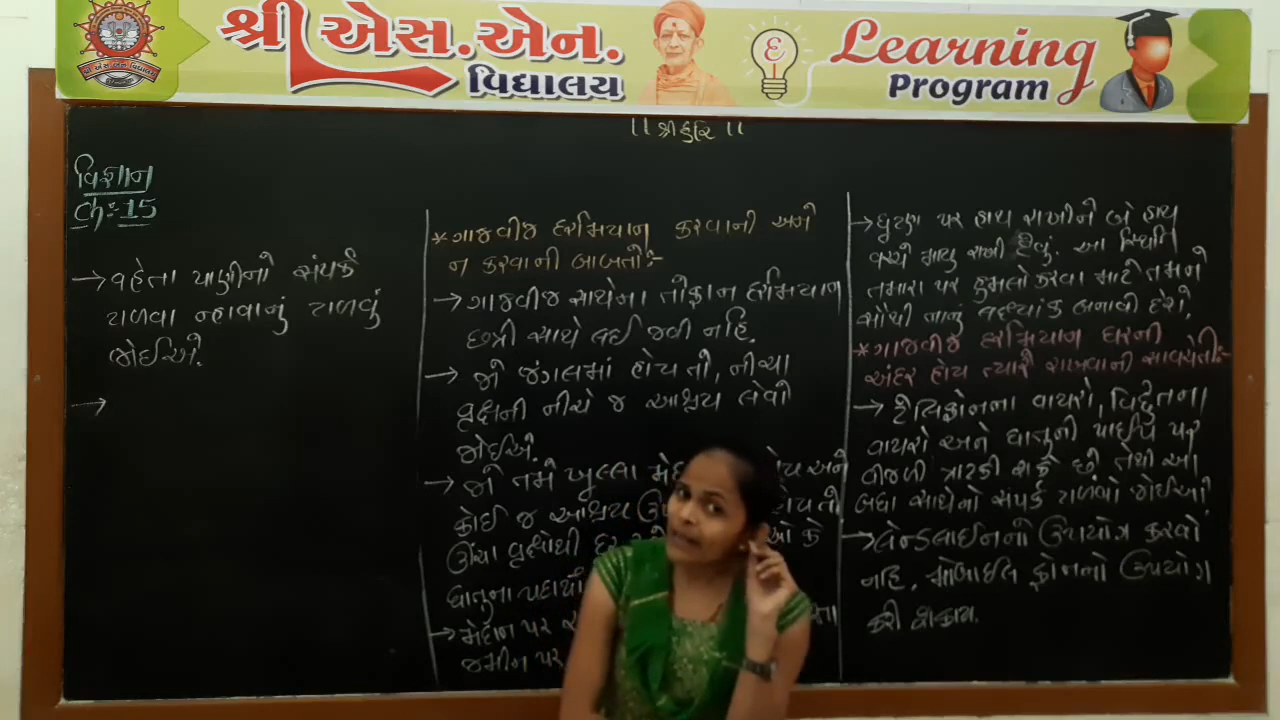 શ્રી એસ.એન.
વિદ્યાલય
Learning
Program
શ્રી એસ એન વિદ્યાલય
।। શ્રીહરિ ।।
વિજ્ઞાન
ch:-15
→ વહેતા પાણીનો સંપર્ક
ટાળવા ન્હાવાનું ટાળવું
જોઈએ.
→
* ગાજવીજ દરમિયાન કરવાની અને
ન કરવાની બાબતો:-
→ ગાજવીજ સાથેના તોફાન દરમિયાન
છત્રી સાથે લઈ જવી નહિ.
→ જો જંગલમાં હોય તો, નીચા
વૃક્ષની નીચે જ આશ્રય લેવો
જોઈએ.
→ જો તમે ખુલ્લા અને
કોઈ જ આશ્રય તો
ઊંચા વૃક્ષોથી દૂર કે
ધાતુના
→ મેદાન પર
જમીન પર
→ ઘૂંટણ પર હાથ રાખીને બે હાથ
વચ્ચે માથુ રાખી દેવું. આ સ્થિતિ
તમારા પર હુમલો કરવા માટે તમને
સૌથી નાનું લક્ષ્યાંક બનાવી દેશે.
* ગાજવીજ દરમિયાન ઘરની
અંદર હોય ત્યારે રાખવાની સાવચેતી:-
→ ટેલિફોનના વાયરો, વિદ્યુતના
વાયરો અને ધાતુની પાઈપ પર
વીજળી ત્રાટકી શકે છે તેથી આ
બધા સાથેનો સંપર્ક ટાળવો જોઈએ.
→ લેન્ડલાઈનનો ઉપયોગ કરવો
નહિ. મોબાઈલ ફોનનો ઉપયોગ
કરી શકાય.